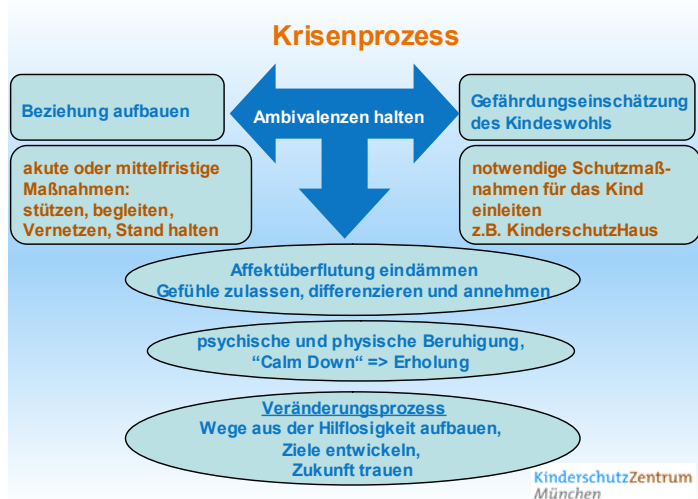 Krisenprozess
Beziehung aufbauen
Ambivalenzen halten
Gefährdungseinschätzung
des Kindeswohls
akute oder mittelfristige
Maßnahmen:
stützen, begleiten,
Vernetzen, Stand halten
notwendige Schutzmaß-
nahmen für das Kind
einleiten
z.B. KinderschutzHaus
Affektüberflutung eindämmen
Gefühle zulassen, differenzieren und annehmen
psychische und physische Beruhigung,
“Calm Down“ => Erholung
Veränderungsprozess
Wege aus der Hilflosigkeit aufbauen,
Ziele entwickeln,
Zukunft trauen
KinderschutzZentrum
München